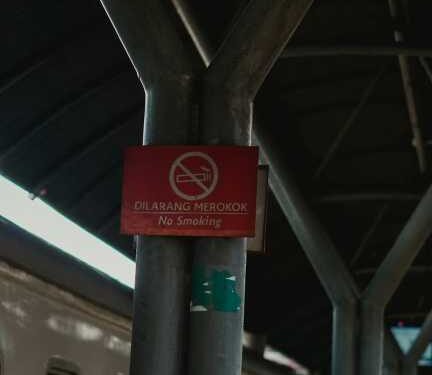 DILARANG MEROKOK
No Smoking